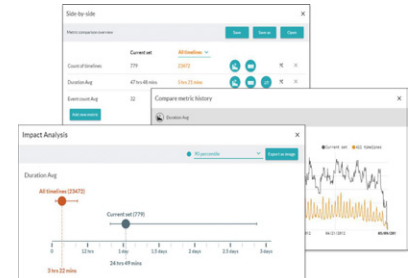 Side-by-side
Metric comparison overview
Save
Save as
Open
Current set
All timelines
Count of timelines 779 23472
Duration Avg 47 hrs 48 mins 3 hrs 22 mins
Event count Avg 32
Add new metric
Compare metric history
Duration Avg
Current set All timelines
04-21-2012
Impact Analysis
90 percentile
Export as image
Duration Avg
All timelines (23472)
Current set (779)
0 12 hrs 1 day 1.5 days 2 days 2.5 days 3 days
3 hrs 22 mins
24 hrs 49 mins